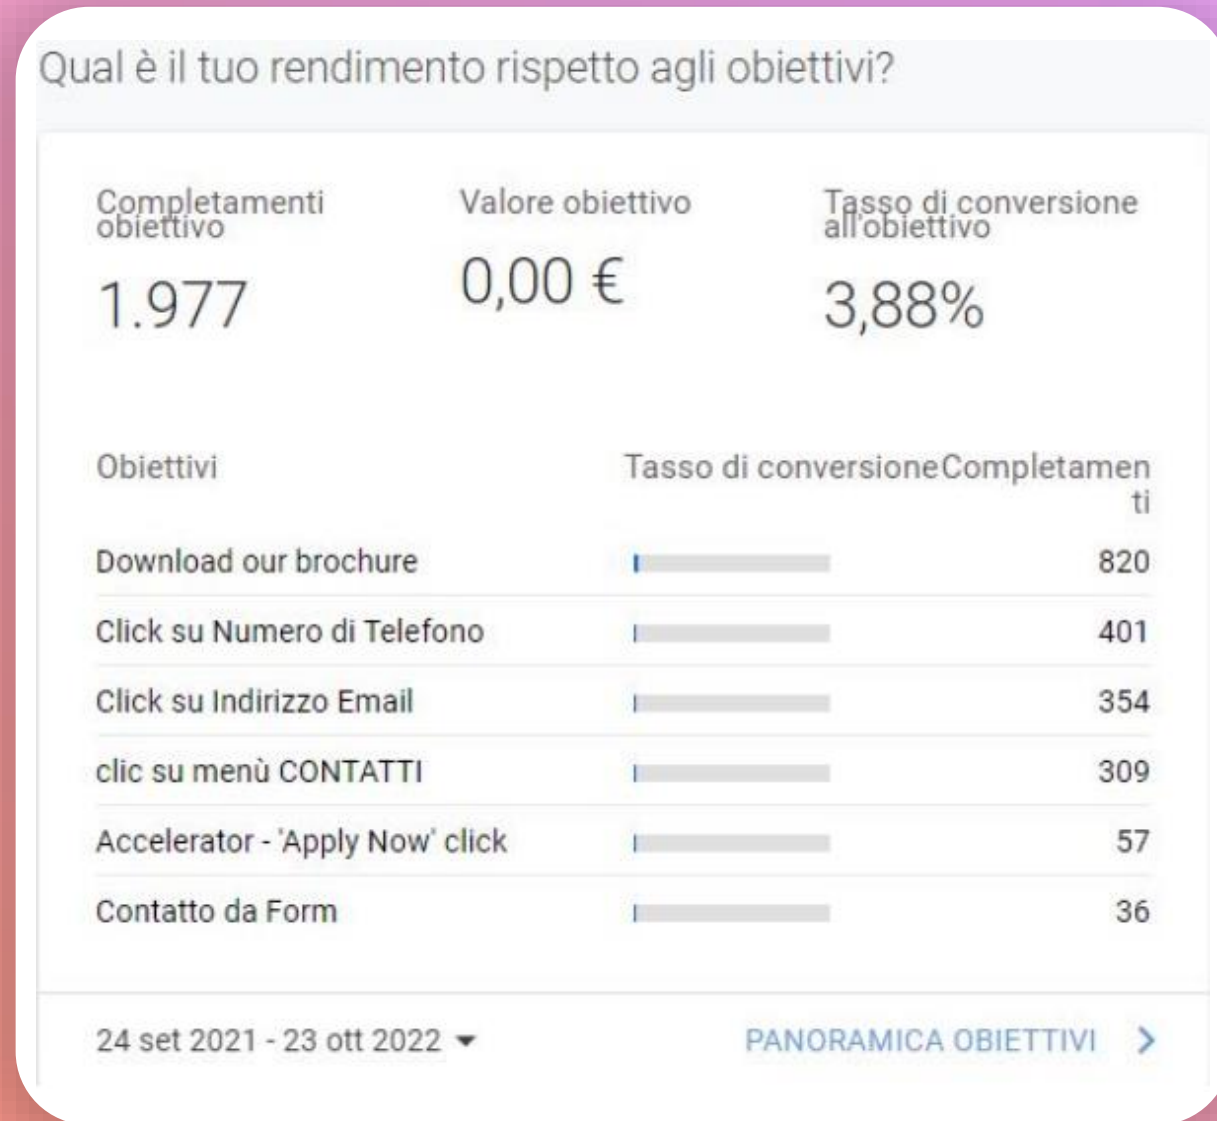 Qual è il tuo rendimento rispetto agli obiettivi?
Completamenti
obiettivo
1.977
Valore obiettivo
0,00 €
Tasso di conversione
all'obiettivo
3,88%
Obiettivi Tasso di conversione Completamen
ti
Download our brochure 820
Click su Numero di Telefono 401
Click su Indirizzo Email 354
clic su menù CONTATTI 309
Accelerator - 'Apply Now' click 57
Contatto da Form 36
24 set 2021 - 23 ott 2022 PANORAMICA OBIETTIVI